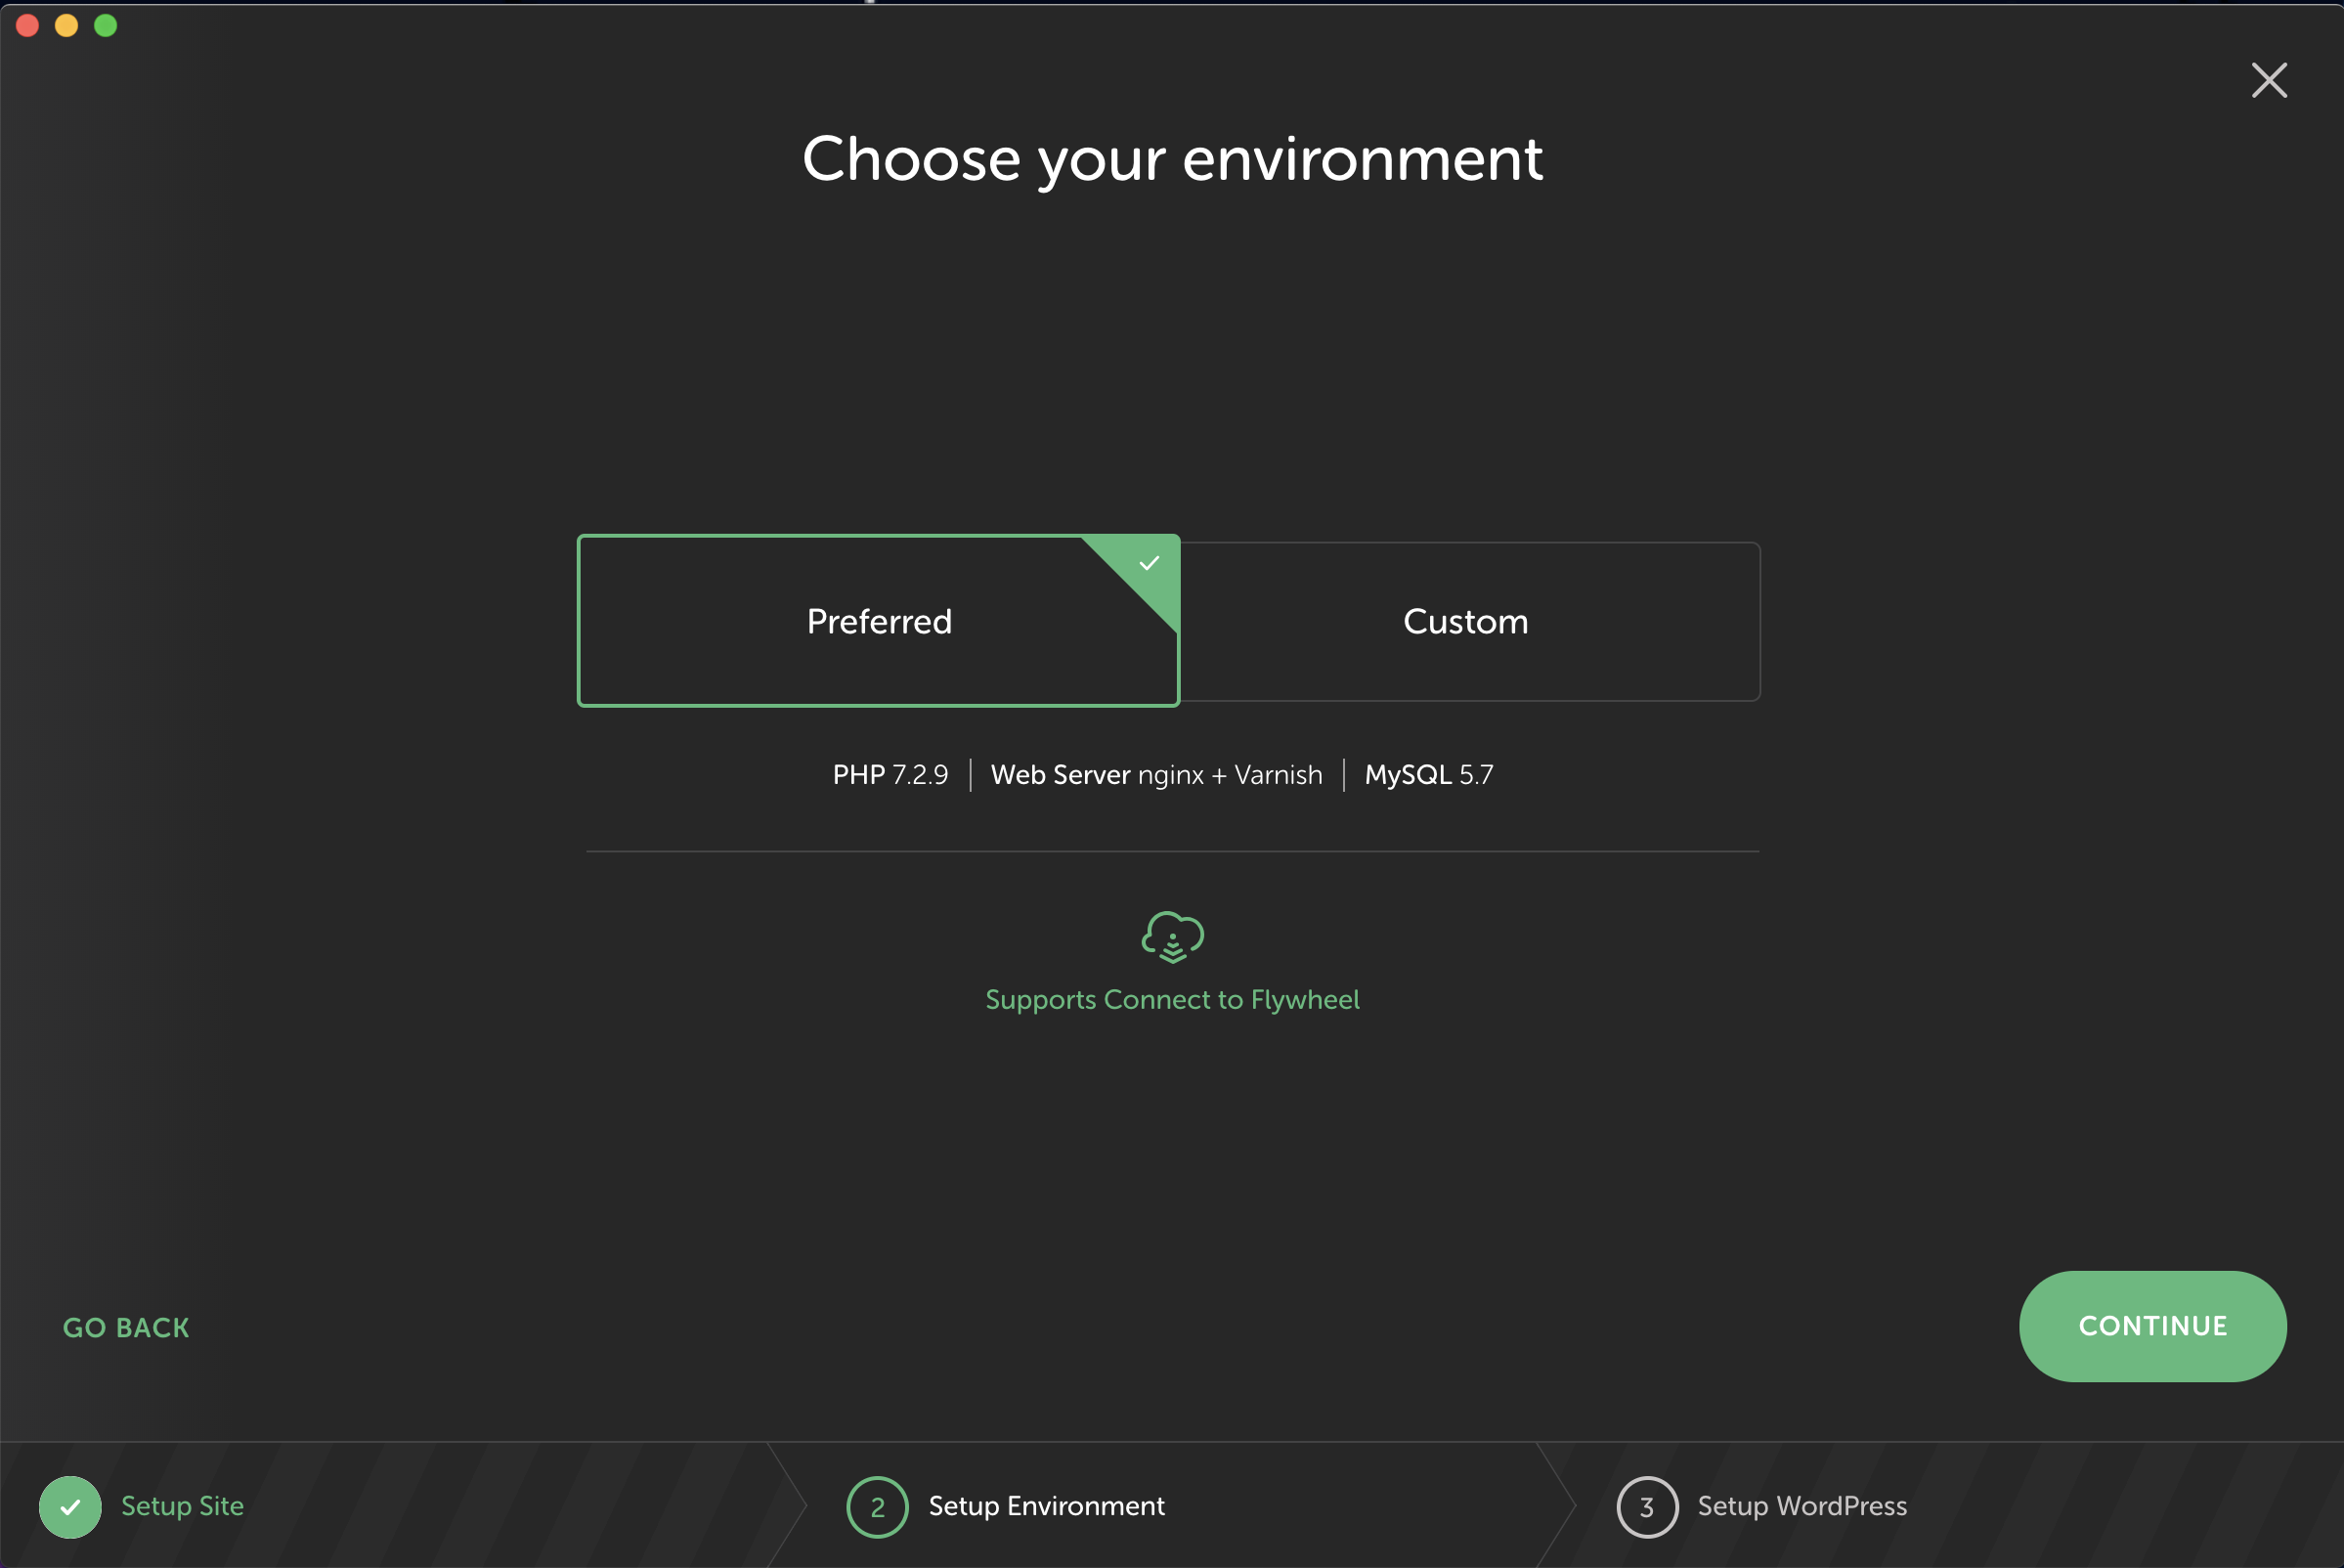 Choose your environment
Preferred
Custom
PHP 7.2.9 | Web Server nginx + Varnish | MySQL 5.7
Supports Connect to Flywheel
GO BACK
CONTINUE
Setup Site
2 Setup Environment
3 Setup WordPress